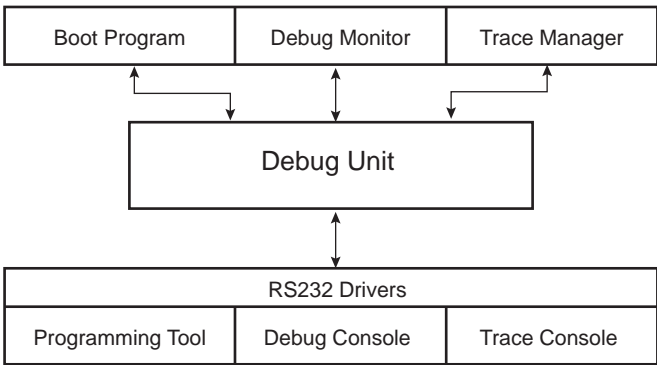 Boot Program
Debug Monitor
Trace Manager
Debug Unit
RS232 Drivers
Programming Tool
Debug Console
Trace Console